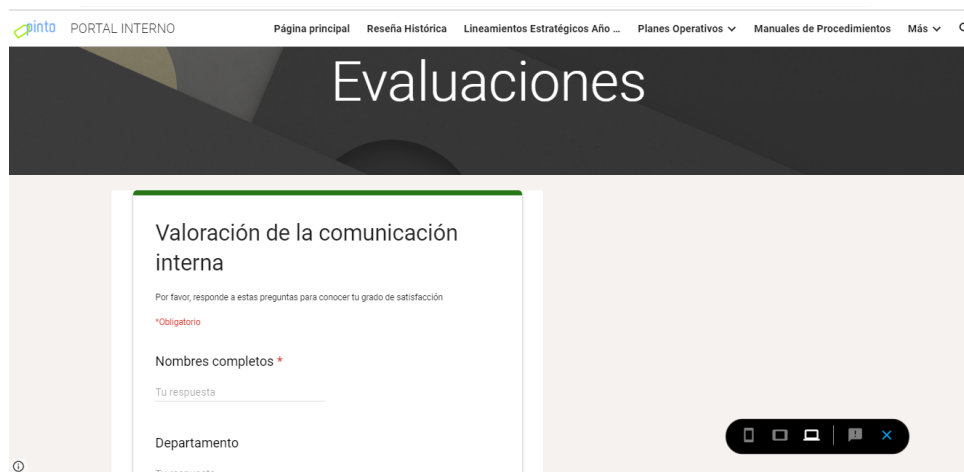 pinto PORTAL INTERNO Página principal Reseña Histórica Lineamientos Estratégicos Año ... Planes Operativos Manuales de Procedimientos Más
Evaluaciones
Valoración de la comunicación
interna
Por favor, responde a estas preguntas para conocer tu grado de satisfacción
*Obligatorio
Nombres completos *
Tu respuesta
Departamento
Tu respuesta